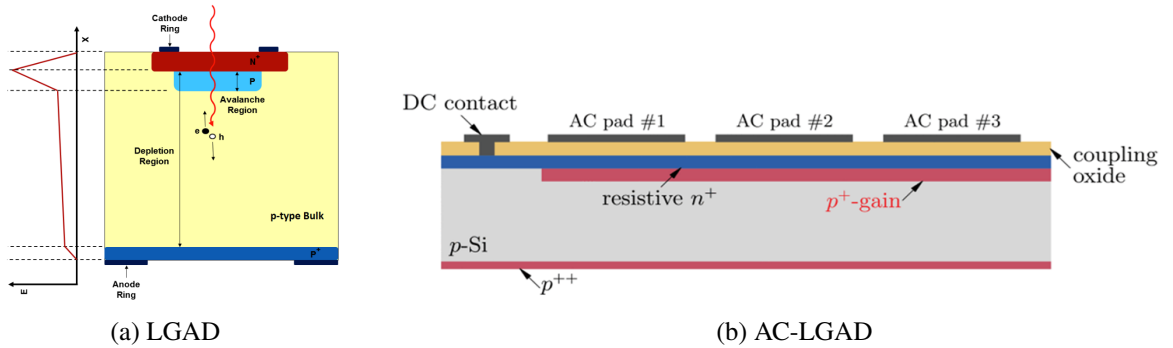 Cathode
Ring
X
N+
P
Avalanche
Region
e
h
Depletion
Region
p-type Bulk
P+
Anode
Ring
E
(a) LGAD
DC contact
AC pad #1
AC pad #2
AC pad #3
coupling
oxide
resistive n+
p+-gain
p-Si
p++
(b) AC-LGAD